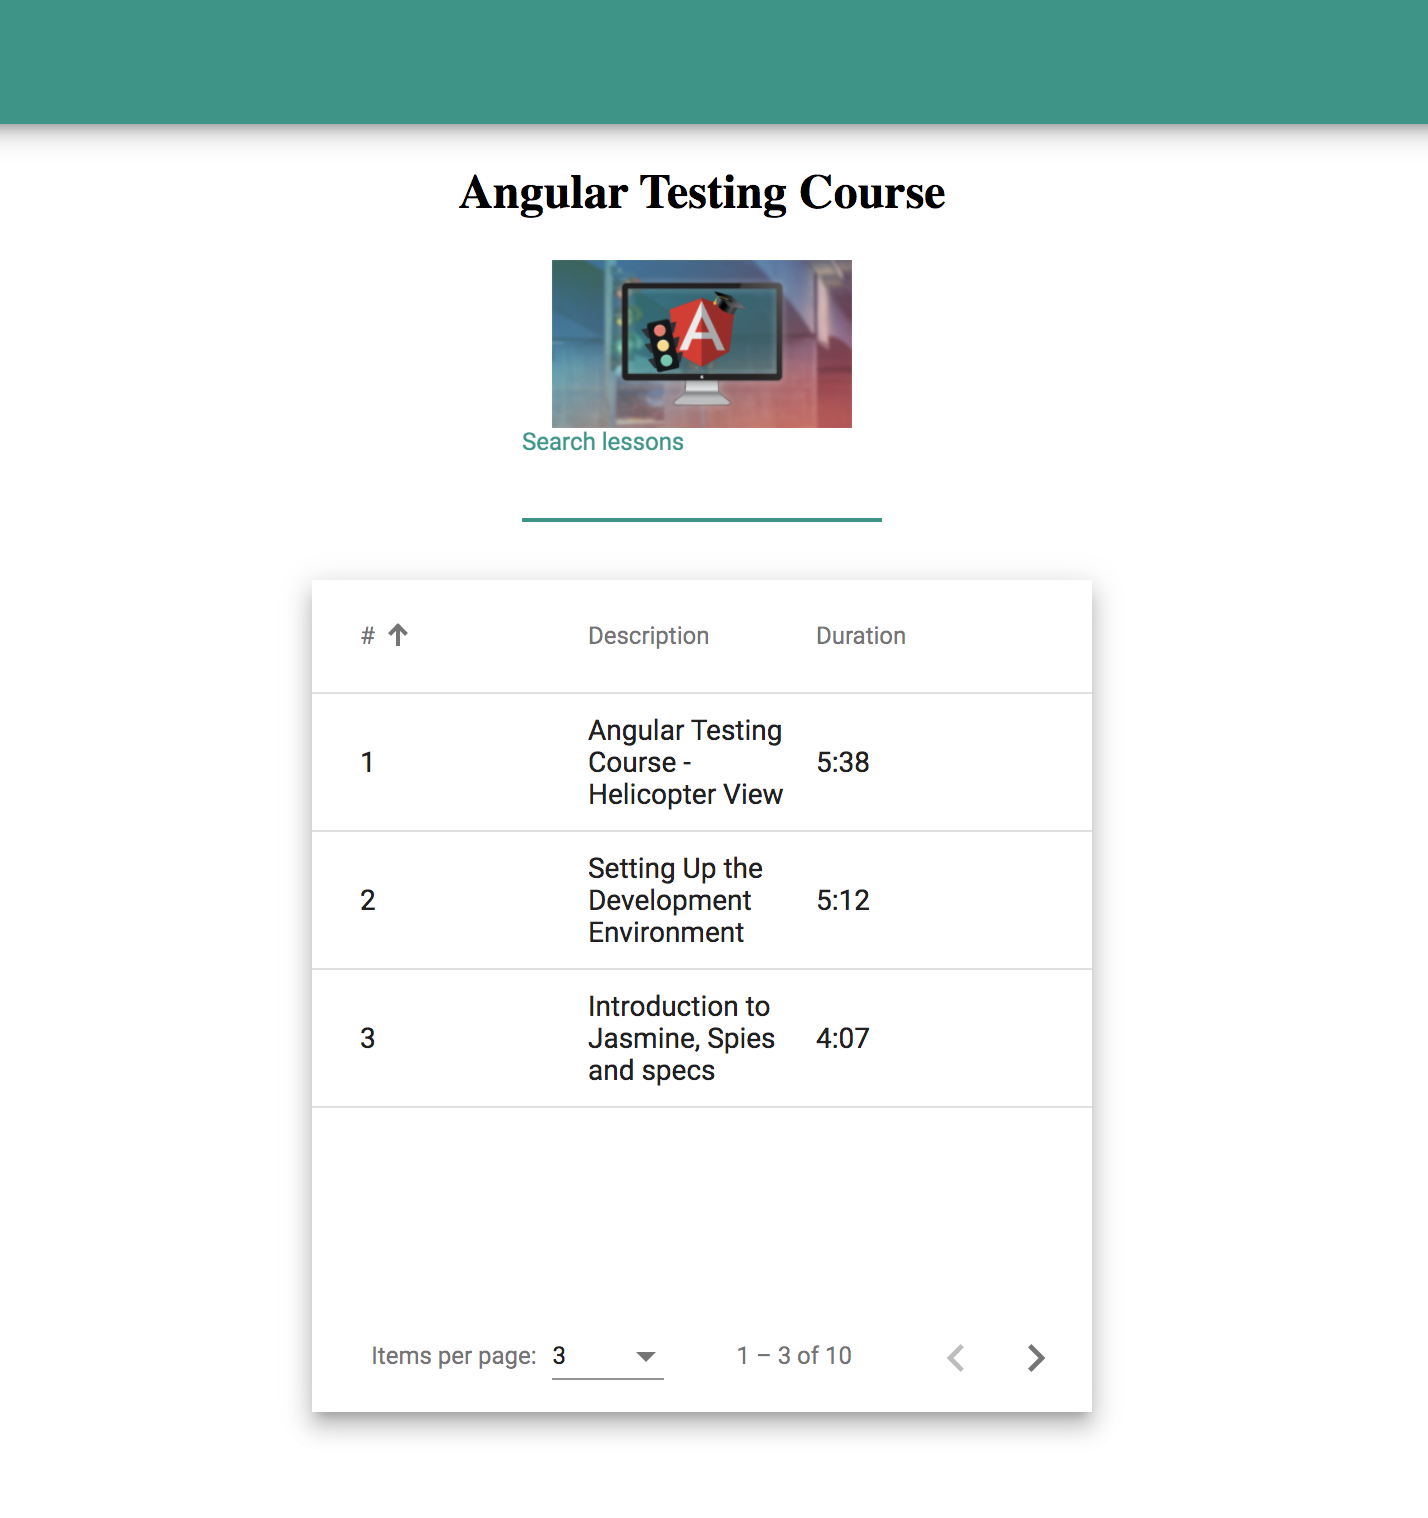 Angular Testing Course
A
Search lessons
# Description Duration
1 Angular Testing Course - Helicopter View 5:38
2 Setting Up the Development Environment 5:12
3 Introduction to Jasmine, Spies and specs 4:07
Items per page: 3 1 – 3 of 10